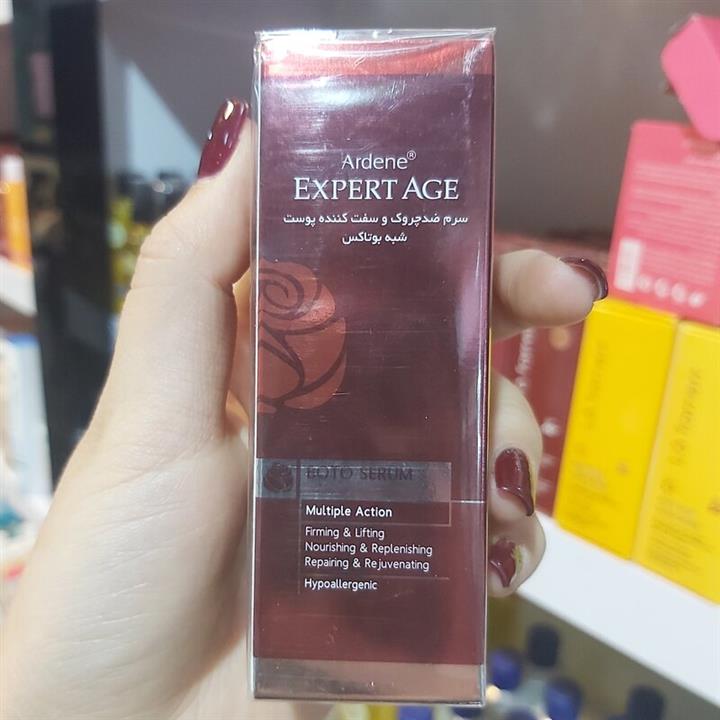 Ardene®
EXPERT AGE
سرم ضدچروک و سفت کننده پوست
شبه بوتاکس
BOTO SERUM
Multiple Action
Firming & Lifting
Nourishing & Replenishing
Repairing & Rejuvenating
Hypoallergenic